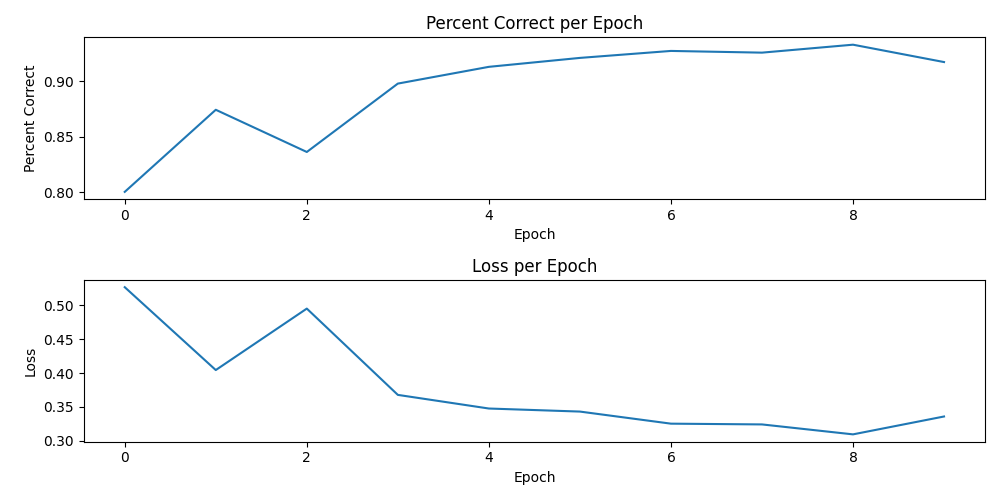 Percent Correct per Epoch
Percent Correct
0.90
0.85
0.80
0 2 4 6 8
Epoch
Loss per Epoch
Loss
0.50
0.45
0.40
0.35
0.30
0 2 4 6 8
Epoch